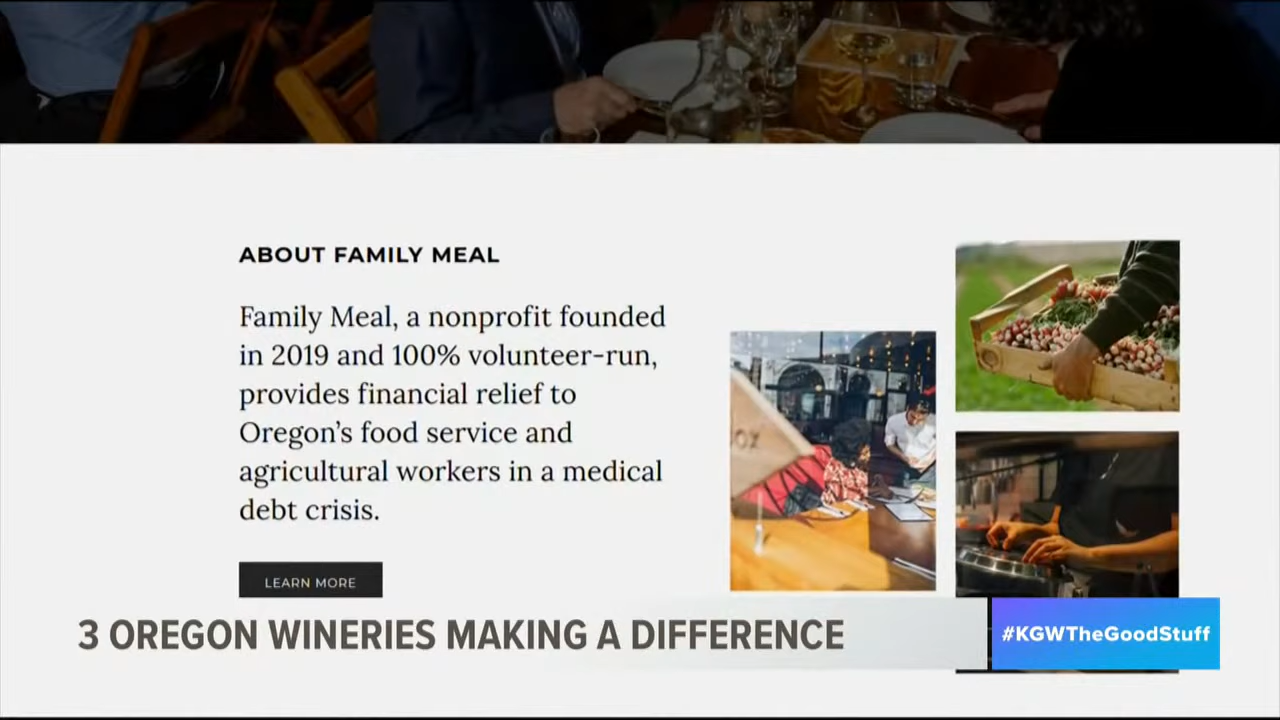 ABOUT FAMILY MEAL
Family Meal, a nonprofit founded
in 2019 and 100% volunteer-run,
provides financial relief to
Oregon's food service and
agricultural workers in a medical
debt crisis.
LEARN MORE
3 OREGON WINERIES MAKING A DIFFERENCE
#KGWTheGoodStuff